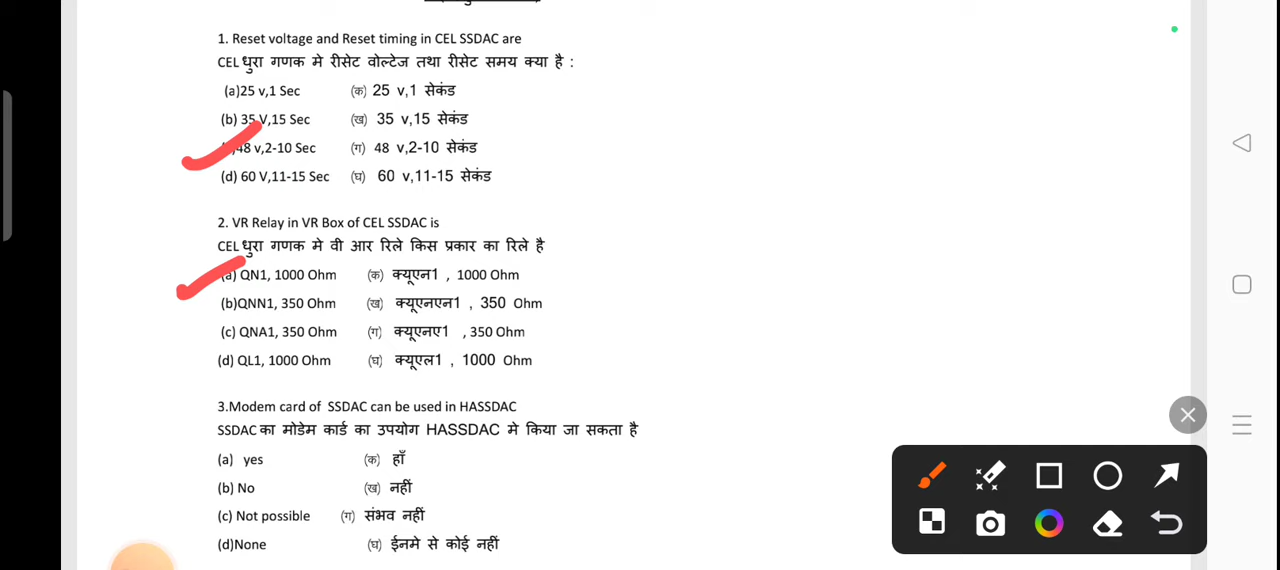 1. Reset voltage and Reset timing in CEL SSDAC are
CEL धुरा गणक मे रीसेट वोल्टेज तथा रीसेट समय क्या है :
(a)25 v,1 Sec (क) 25 v,1 सेकंड
(b) 35 V,15 Sec (ख) 35 v,15 सेकंड
48 v,2-10 Sec (ग) 48 v,2-10 सेकंड
(d) 60 V,11-15 Sec (घ) 60 v,11-15 सेकंड
2. VR Relay in VR Box of CEL SSDAC is
CEL धुरा गणक मे वी आर रिले किस प्रकार का रिले है
(a) QN1, 1000 Ohm (क) क्यूएन1 , 1000 Ohm
(b)QNN1, 350 Ohm (ख) क्यूएनएन1 , 350 Ohm
(c) QNA1, 350 Ohm (ग) क्यूएनए1 , 350 Ohm
(d) QL1, 1000 Ohm (घ) क्यूएल1 , 1000 Ohm
3.Modem card of SSDAC can be used in HASSDAC
SSDAC का मोडेम कार्ड का उपयोग HASSDAC मे किया जा सकता है
(a) yes (क) हाँ
(b) No (ख) नहीं
(c) Not possible (ग) संभव नहीं
(d)None (घ) ईनमे से कोई नहीं